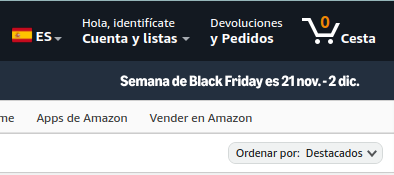 ES
Hola, identifícate
Cuenta y listas
Devoluciones
y Pedidos
0
Cesta
Semana de Black Friday es 21 nov. - 2 dic.
me
Apps de Amazon
Vender en Amazon
Ordenar por: Destacados